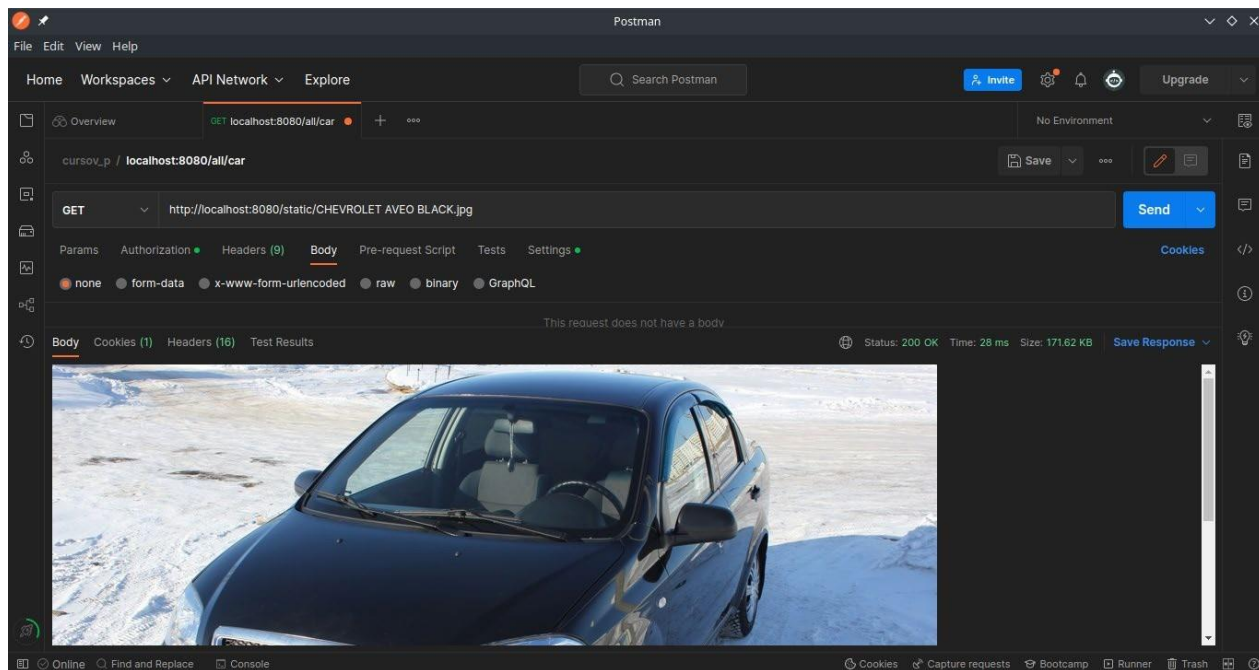 Postman
File Edit View Help
Home Workspaces API Network Explore Search Postman Invite Upgrade
Overview GET localhost:8080/all/car No Environment
cursov_p / localhost:8080/all/car Save
GET http://localhost:8080/static/CHEVROLET AVEO BLACK.jpg Send
Params Authorization Headers (9) Body Pre-request Script Tests Settings Cookies
none form-data x-www-form-urlencoded raw binary GraphQL
This request does not have a body
Body Cookies (1) Headers (16) Test Results Status: 200 OK Time: 28 ms Size: 171.62 KB Save Response
Online Find and Replace Console Cookies Capture requests Bootcamp Runner Trash